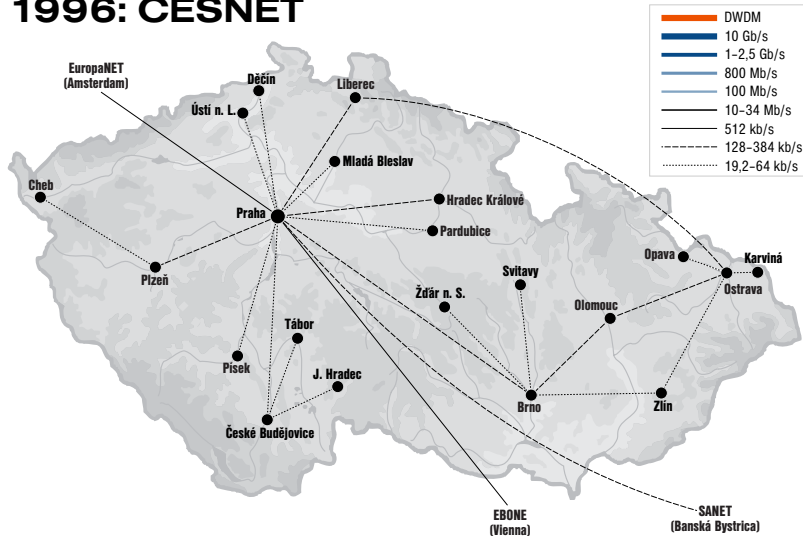 1996: CESNET
DWDM
10 Gb/s
1–2,5 Gb/s
800 Mb/s
100 Mb/s
10–34 Mb/s
512 kb/s
128–384 kb/s
19,2–64 kb/s
EuropaNET
(Amsterdam)
Děčín
Liberec
Ústí n. L.
Mladá Bleslav
Cheb
Hradec Králové
Praha
Pardubice
Opava
Karviná
Svitavy
Plzeň
Ostrava
Žďár n. S.
Olomouc
Tábor
Písek
J. Hradec
Brno
Zlín
České Budějovice
EBONE
(Vienna)
SANET
(Banská Bystrica)